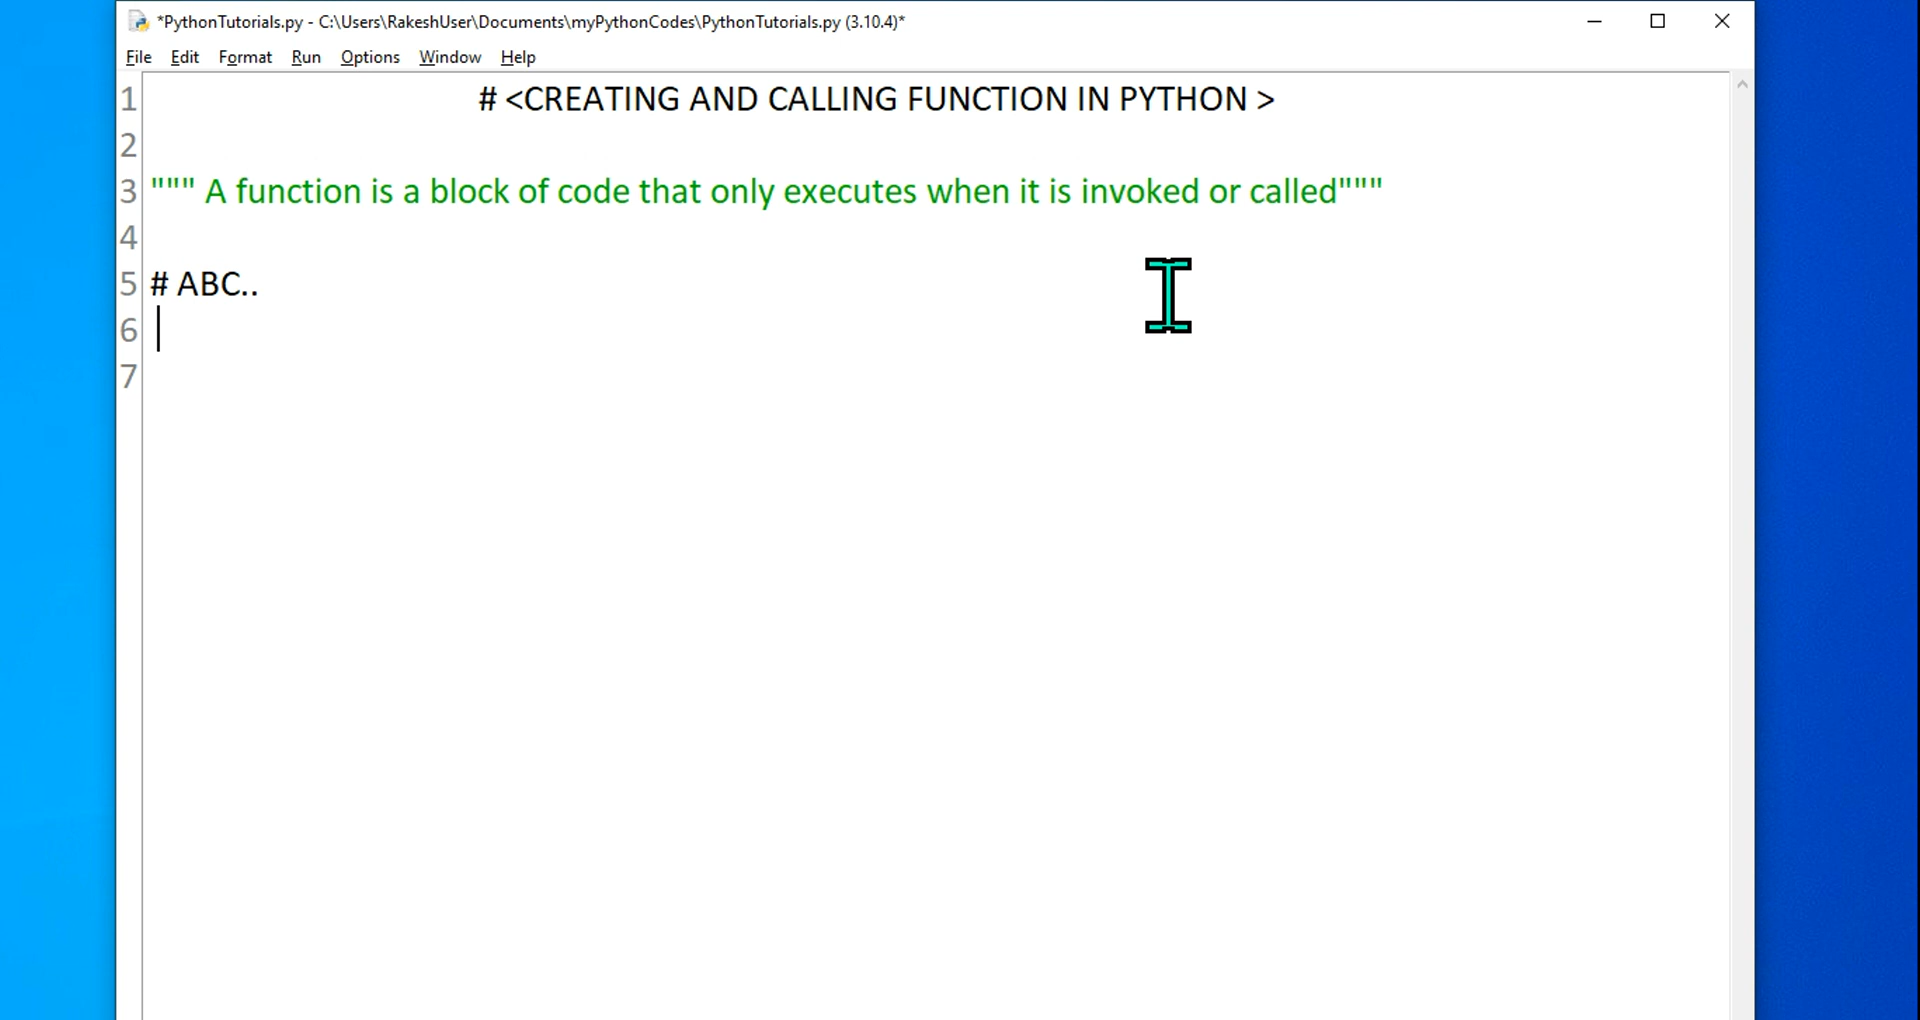 *PythonTutorials.py - C:\Users\RakeshUser\Documents\myPythonCodes\PythonTutorials.py (3.10.4)*
File Edit Format Run Options Window Help
1 # <CREATING AND CALLING FUNCTION IN PYTHON >
2
3 """ A function is a block of code that only executes when it is invoked or called"""
4
5 # ABC..
6
7